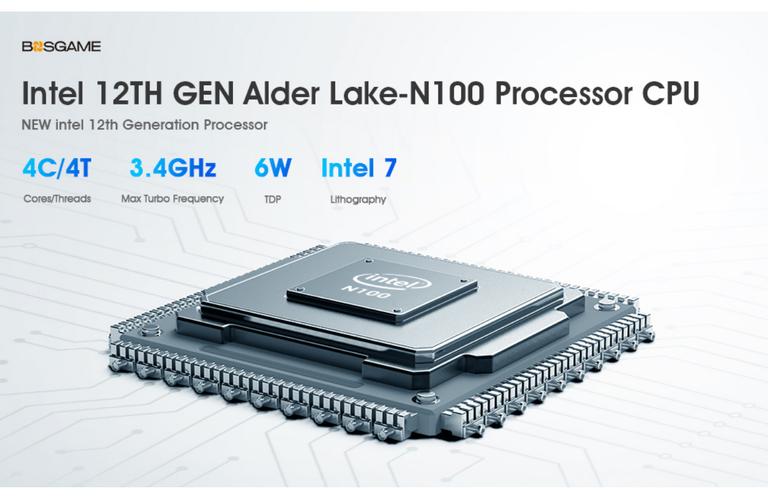 BOSGAME
Intel 12TH GEN Alder Lake-N100 Processor CPU
NEW intel 12th Generation Processor
4C/4T 3.4GHz 6W Intel 7
Cores/Threads Max Turbo Frequency TDP Lithography
intel
N100